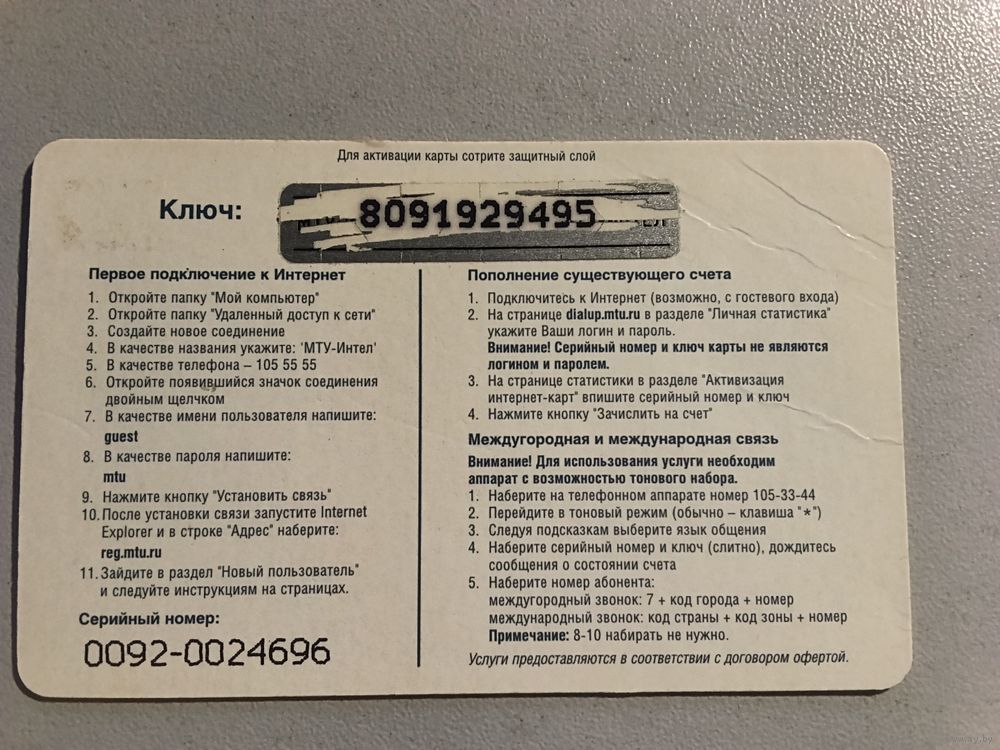 Для активации карты сотрите защитный слой
Ключ:
8091929495
Первое подключение к Интернет
1. Откройте папку "Мой компьютер"
2. Откройте папку "Удаленный доступ к сети"
3. Создайте новое соединение
4. В качестве названия укажите: 'МТУ-Интел'
5. В качестве телефона – 105 55 55
6. Откройте появившийся значок соединения
двойным щелчком
7. В качестве имени пользователя напишите:
guest
8. В качестве пароля напишите:
mtu
9. Нажмите кнопку "Установить связь"
10. После установки связи запустите Internet
Explorer и в строке "Адрес" наберите:
reg.mtu.ru
11. Зайдите в раздел "Новый пользователь"
и следуйте инструкциям на страницах.
Серийный номер:
0092-0024696
Пополнение существующего счета
1. Подключитесь к Интернет (возможно, с гостевого входа)
2. На странице dialup.mtu.ru в разделе "Личная статистика"
укажите Ваши логин и пароль.
Внимание! Серийный номер и ключ карты не являются
логином и паролем.
3. На странице статистики в разделе "Активизация
интернет-карт" впишите серийный номер и ключ
4. Нажмите кнопку "Зачислить на счет"
Междугородная и международная связь
Внимание! Для использования услуги необходим
аппарат с возможностью тонового набора.
1. Наберите на телефонном аппарате номер 105-33-44
2. Перейдите в тоновый режим (обычно – клавиша "*")
3. Следуя подсказкам выберите язык общения
4. Наберите серийный номер и ключ (слитно), дождитесь
сообщения о состоянии счета
5. Наберите номер абонента:
междугородный звонок: 7 + код города + номер
международный звонок: код страны + код зоны + номер
Примечание: 8-10 набирать не нужно.
Услуги предоставляются в соответствии с договором офертой.